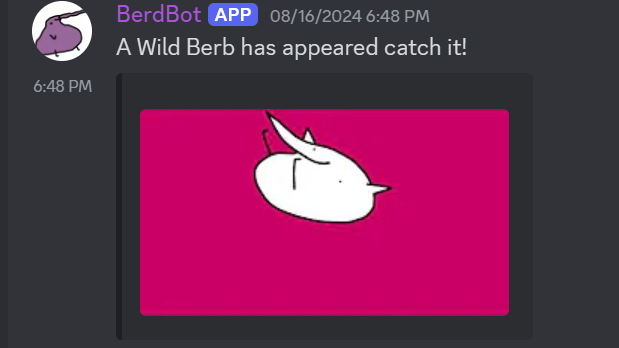 BerdBot APP 08/16/2024 6:48 PM
A Wild Berb has appeared catch it!
6:48 PM